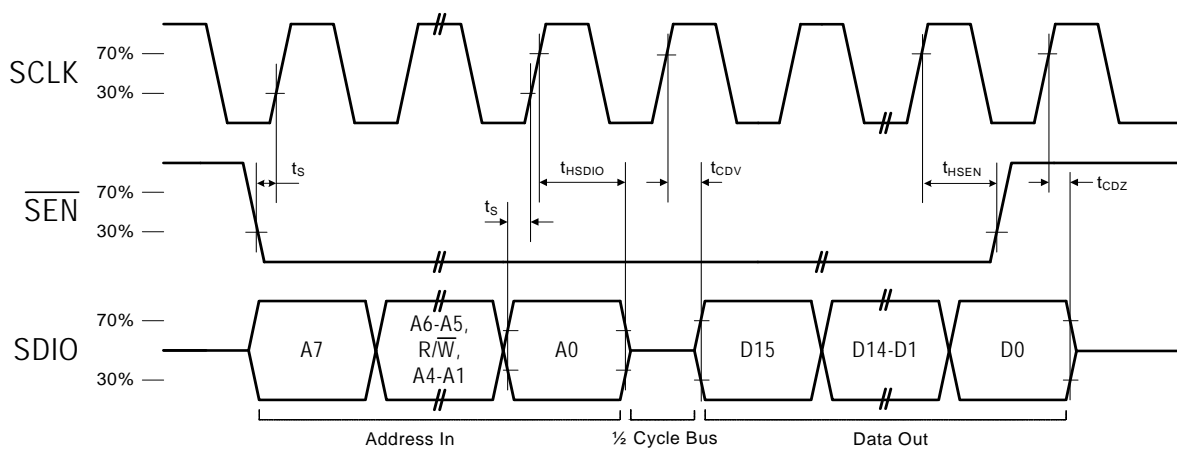 SCLK
70%
30%
SEN
70%
30%
tS
tS
tHSDIO
tCDV
tHSEN
tCDZ
SDIO
70%
30%
A7
A6-A5,
R/W,
A4-A1
A0
D15
D14-D1
D0
Address In
½ Cycle Bus
Data Out